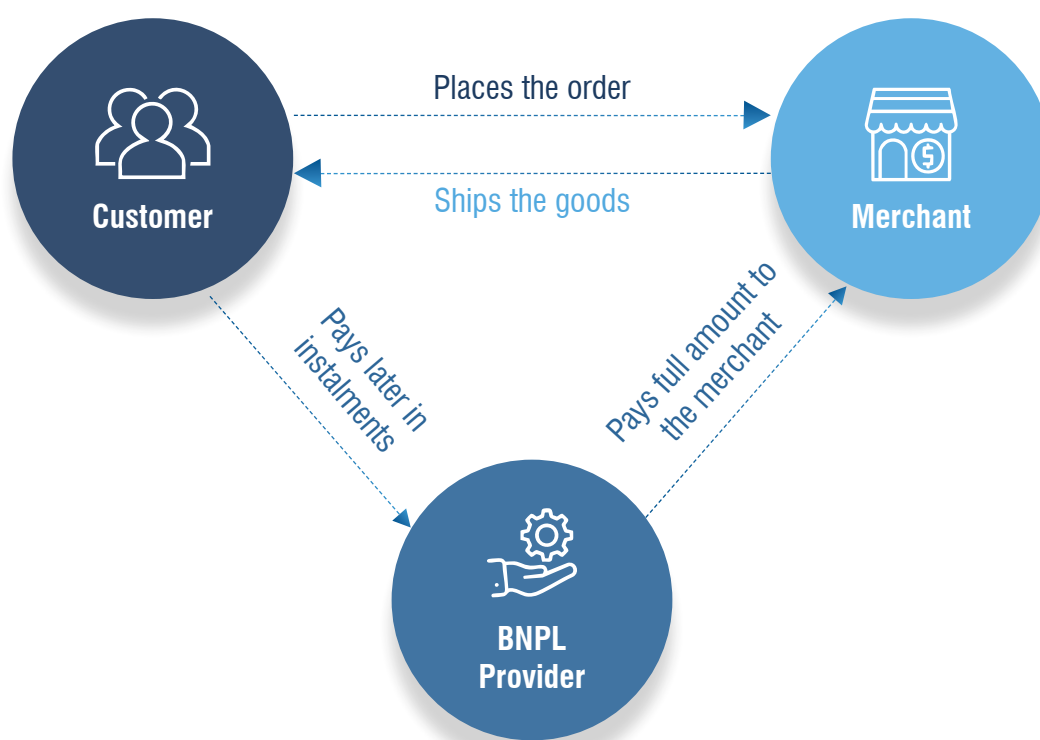 Places the order
Customer
Ships the goods
Merchant
Pays later in
instalments
Pays full amount to
the merchant
BNPL
Provider